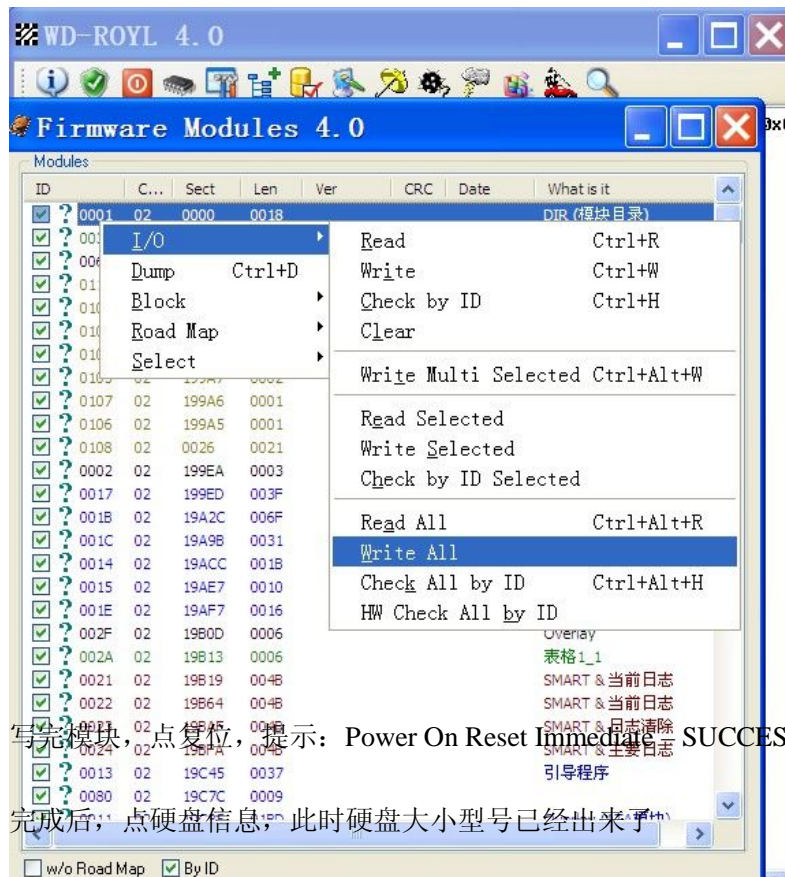 WD-ROYL 4.0
Firmware Modules 4.0
Modules
ID C... Sect Len Ver CRC Date What is it
0001 02 0000 0018 DIR (模块目录)
I/O
Dump Ctrl+D
Block
Road Map
Select
Read Ctrl+R
Write Ctrl+W
Check by ID Ctrl+H
Clear
Write Multi Selected Ctrl+Alt+W
Read Selected
Write Selected
Check by ID Selected
Read All Ctrl+Alt+R
Write All
Check All by ID Ctrl+Alt+H
HW Check All by ID
0107 02 199A6 0001
0106 02 199A5 0001
0108 02 0026 0021
0002 02 199EA 0003
0017 02 199ED 003F
001B 02 19A2C 006F
001C 02 19A9B 0031
0014 02 19ACC 001B
0015 02 19AE7 0010
001E 02 19AF7 0016
002F 02 19B0D 0006 Overlay
002A 02 19B13 0006 表格1_1
0021 02 19B19 004B SMART & 当前日志
0022 02 19B64 004B SMART & 当前日志
02 SMART & 日志清除
写完模块，点复位，提示：Power On Reset Immediate – SUCCES
0024 02 19BFA 004B SMART & 主要日志
0013 02 19C45 0037 引导程序
0080 02 19C7C 0009
完成后，点硬盘信息，此时硬盘大小型号已经出来了
w/o Road Map By ID